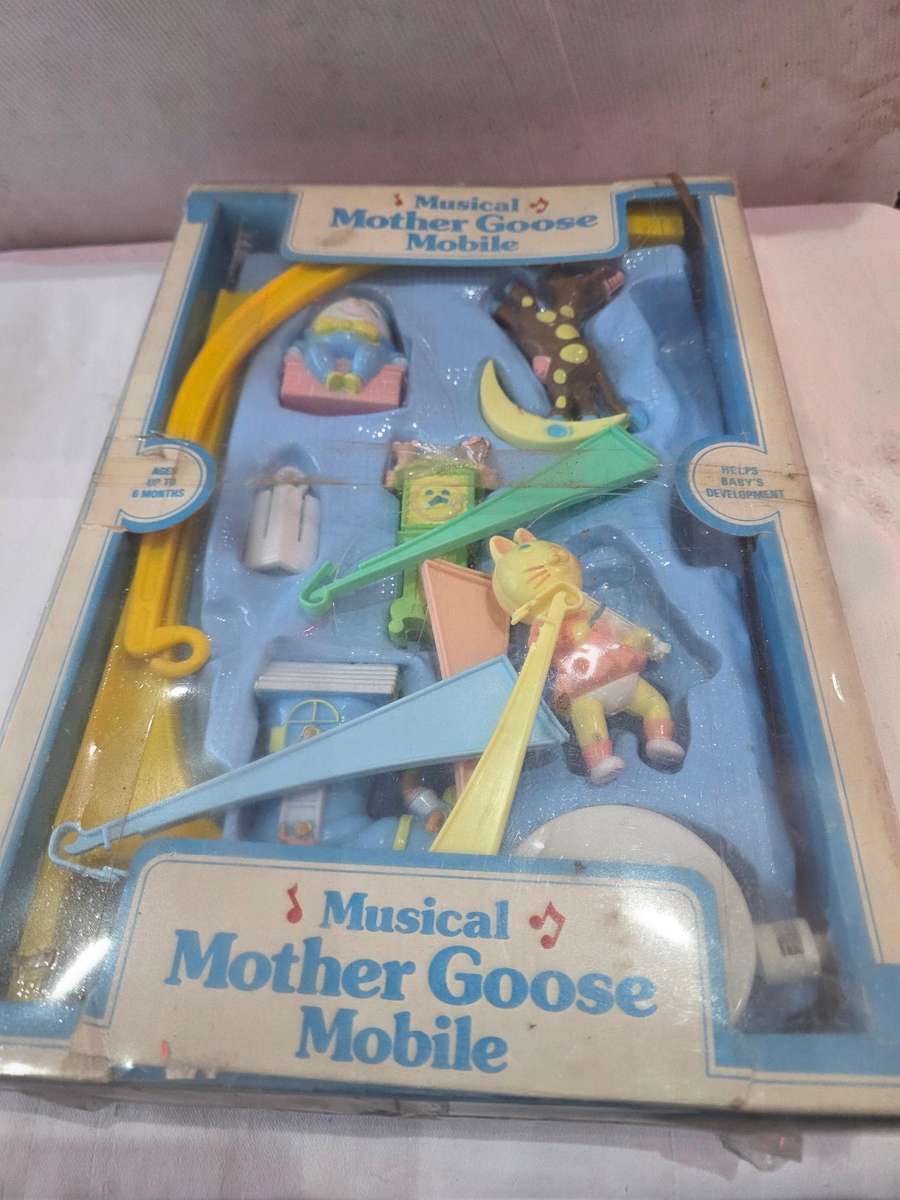 Musical
Mother Goose
Mobile
AGES
UP TO
6 MONTHS
HELPS
BABY'S
DEVELOPMENT
Musical
Mother Goose
Mobile